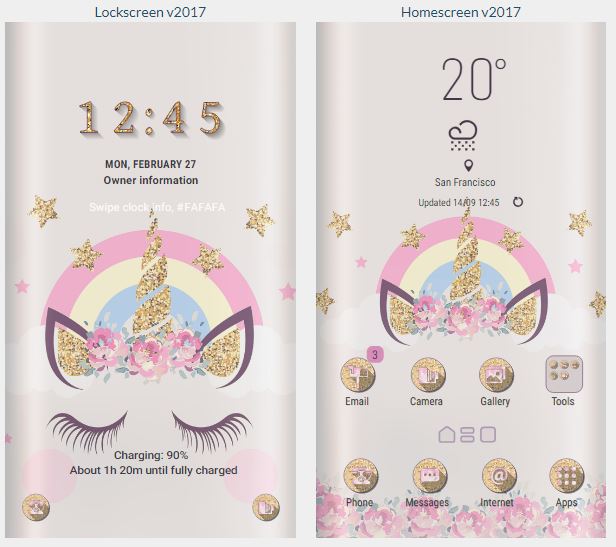 Lockscreen v2017
12:45
MON, FEBRUARY 27
Owner information
Swipe clock info, #FAFAFA
Charging: 90%
About 1h 20m until fully charged
Homescreen v2017
20°
San Francisco
Updated 14/09 12:45
3
Email Camera Gallery Tools
@
Phone Messages Internet Apps